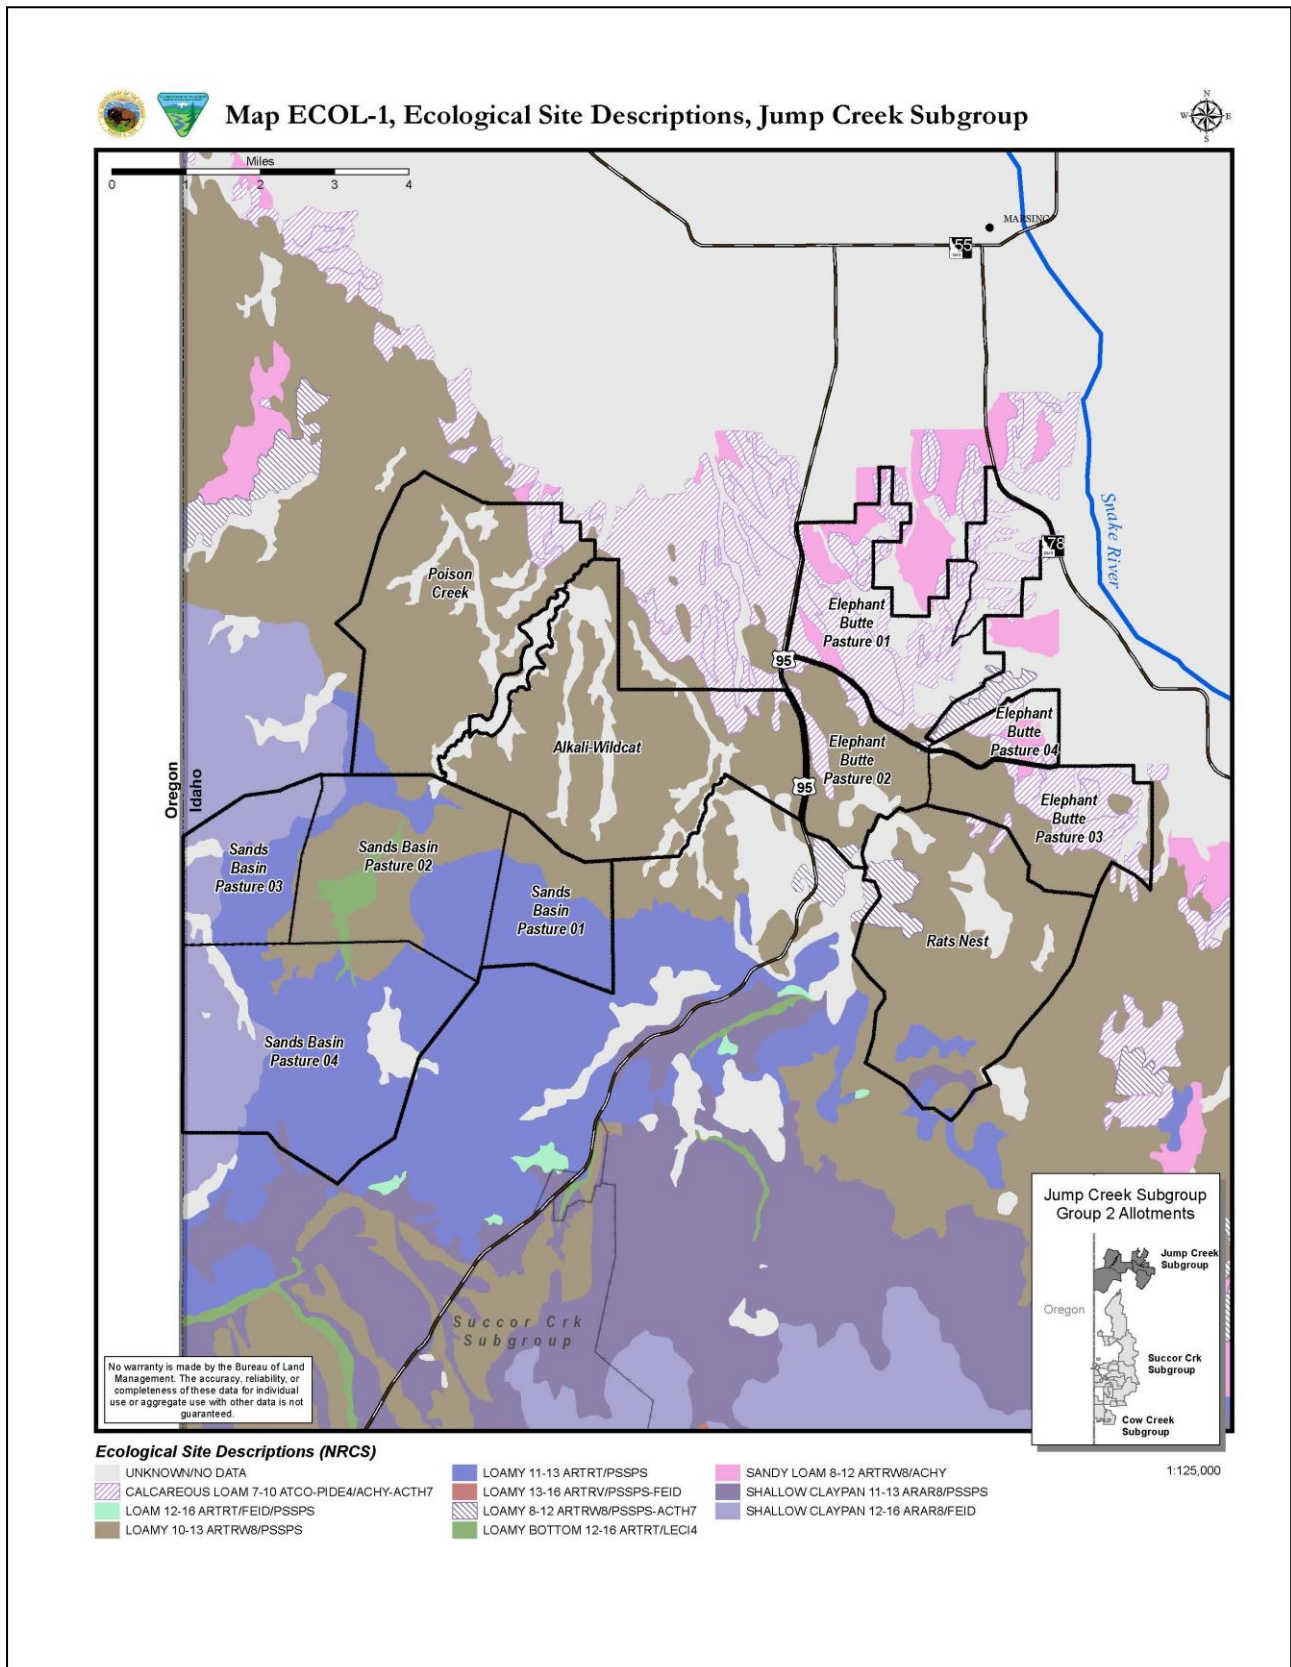 Map ECOL-1, Ecological Site Descriptions, Jump Creek Subgroup
N
W
E
S
Miles
0 1 2 3 4
MARSING
55
Snake River
78
Poison
Creek
Elephant
Butte
Pasture 01
95
Alkali-Wildcat
Elephant
Butte
Pasture 02
Elephant
Butte
Pasture 04
95
Oregon
Idaho
Elephant
Butte
Pasture 03
Sands
Basin
Pasture 03
Sands Basin
Pasture 02
Sands
Basin
Pasture 01
Rats Nest
Sands Basin
Pasture 04
Succor Crk
Subgroup
Jump Creek Subgroup
Group 2 Allotments
Jump Creek
Subgroup
Oregon
Succor Crk
Subgroup
Cow Creek
Subgroup
No warranty is made by the Bureau of Land
Management. The accuracy, reliability, or
completeness of these data for individual
use or aggregate use with other data is not
guaranteed.
Ecological Site Descriptions (NRCS)
UNKNOWN/NO DATA
CALCAREOUS LOAM 7-10 ATCO-PIDE4/ACHY-ACTH7
LOAM 12-16 ARTRT/FEID/PSSPS
LOAMY 10-13 ARTRW8/PSSPS
LOAMY 11-13 ARTRT/PSSPS
LOAMY 13-16 ARTRV/PSSPS-FEID
LOAMY 8-12 ARTRW8/PSSPS-ACTH7
LOAMY BOTTOM 12-16 ARTRT/LECI4
SANDY LOAM 8-12 ARTRW8/ACHY
SHALLOW CLAYPAN 11-13 ARAR8/PSSPS
SHALLOW CLAYPAN 12-16 ARAR8/FEID
1:125,000